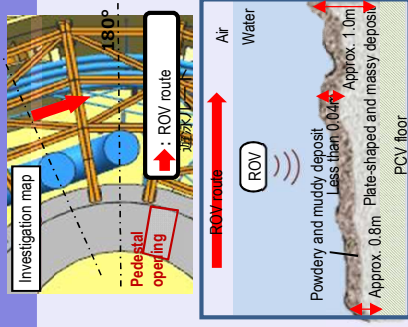 Investigation map
180°
: ROV route
Pedestal
opening
Air
Water
ROV route
ROV
Powdery and muddy deposit
Less than 0.04m
Approx. 1.0m
Plate-shaped and massy deposit
Approx. 0.8m
PCV floor